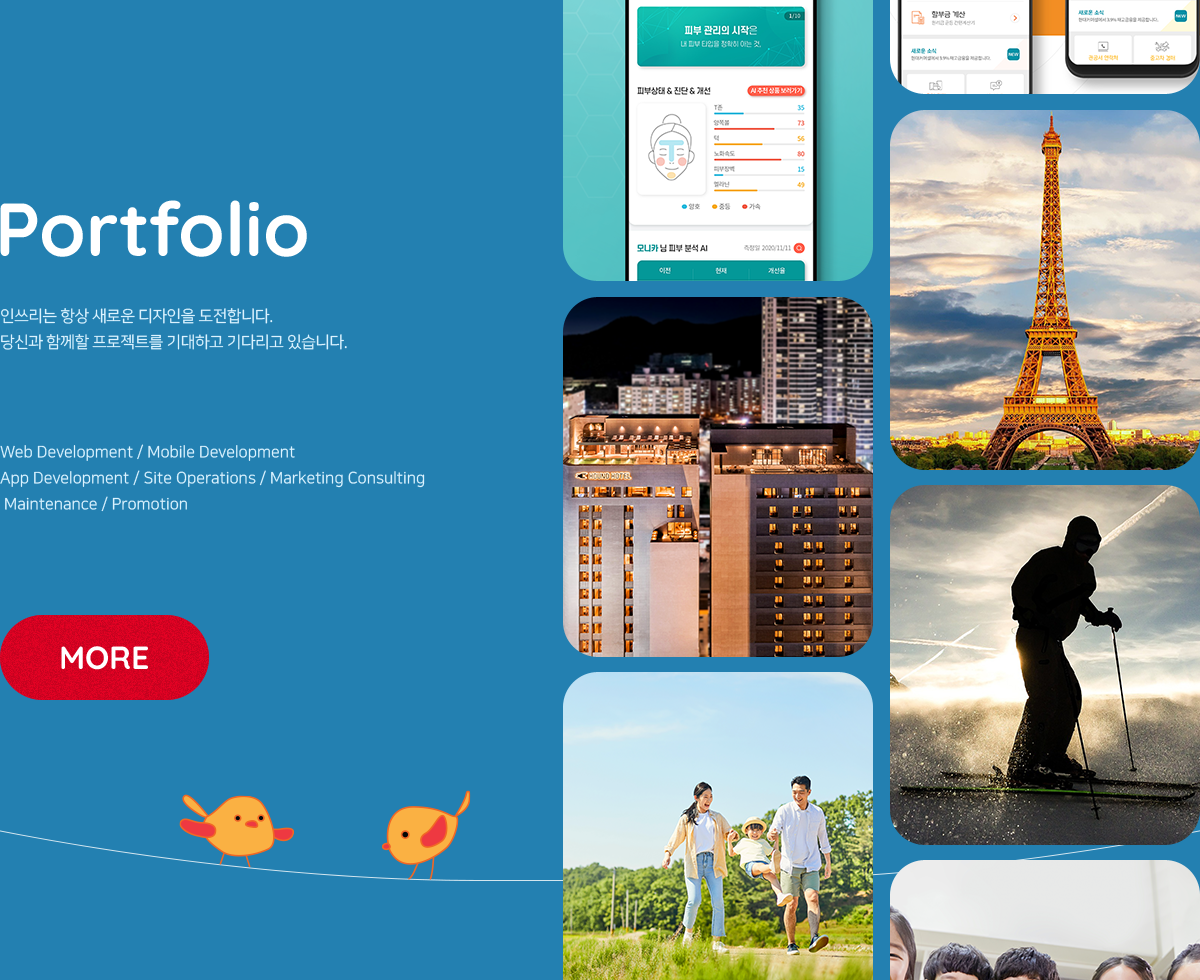 Portfolio
인쓰리는 항상 새로운 디자인을 도전합니다.
당신과 함께할 프로젝트를 기대하고 기다리고 있습니다.
Web Development / Mobile Development
App Development / Site Operations / Marketing Consulting
Maintenance / Promotion
MORE
1/10
피부 관리의 시작은
내 피부 타입을 정확히 아는 것,
피부상태 & 진단 & 개선
AI 추천 상품 보러가기
T존 35
양쪽볼 73
턱 56
노화속도 80
피부장벽 15
멜라닌 49
양호 중등 가속
모니카 님 피부 분석 AI
측정일 2020/11/11
이전 현재 개선율
할부금 계산
새로운 소식
NEW
새로운 소식
NEW